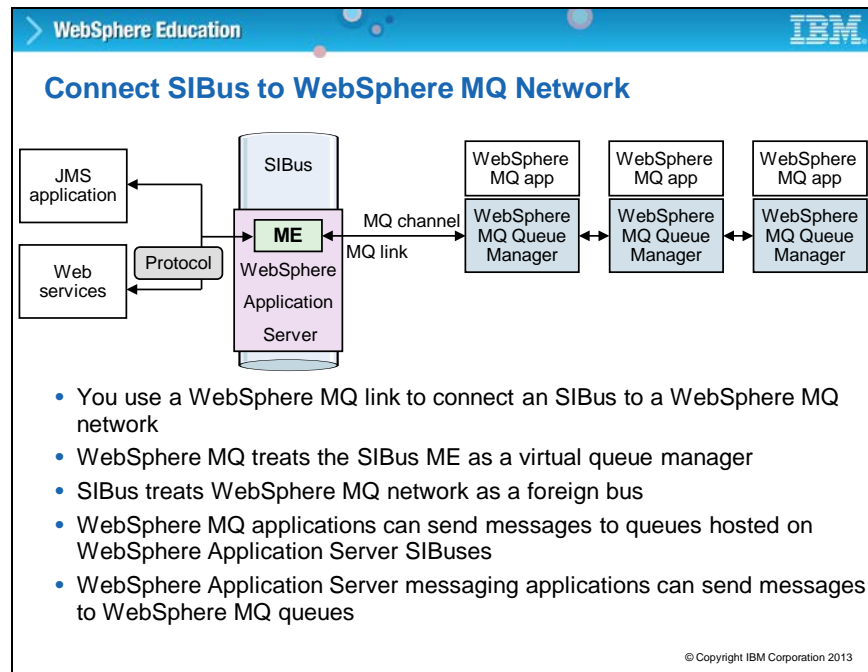 WebSphere Education
IBM
Connect SIBus to WebSphere MQ Network
JMS
application
Web
services
Protocol
SIBus
ME
WebSphere
Application
Server
MQ channel
MQ link
WebSphere
MQ app
WebSphere
MQ Queue
Manager
WebSphere
MQ app
WebSphere
MQ Queue
Manager
WebSphere
MQ app
WebSphere
MQ Queue
Manager
• You use a WebSphere MQ link to connect an SIBus to a WebSphere MQ
network
• WebSphere MQ treats the SIBus ME as a virtual queue manager
• SIBus treats WebSphere MQ network as a foreign bus
• WebSphere MQ applications can send messages to queues hosted on
WebSphere Application Server SIBuses
• WebSphere Application Server messaging applications can send messages
to WebSphere MQ queues
© Copyright IBM Corporation 2013